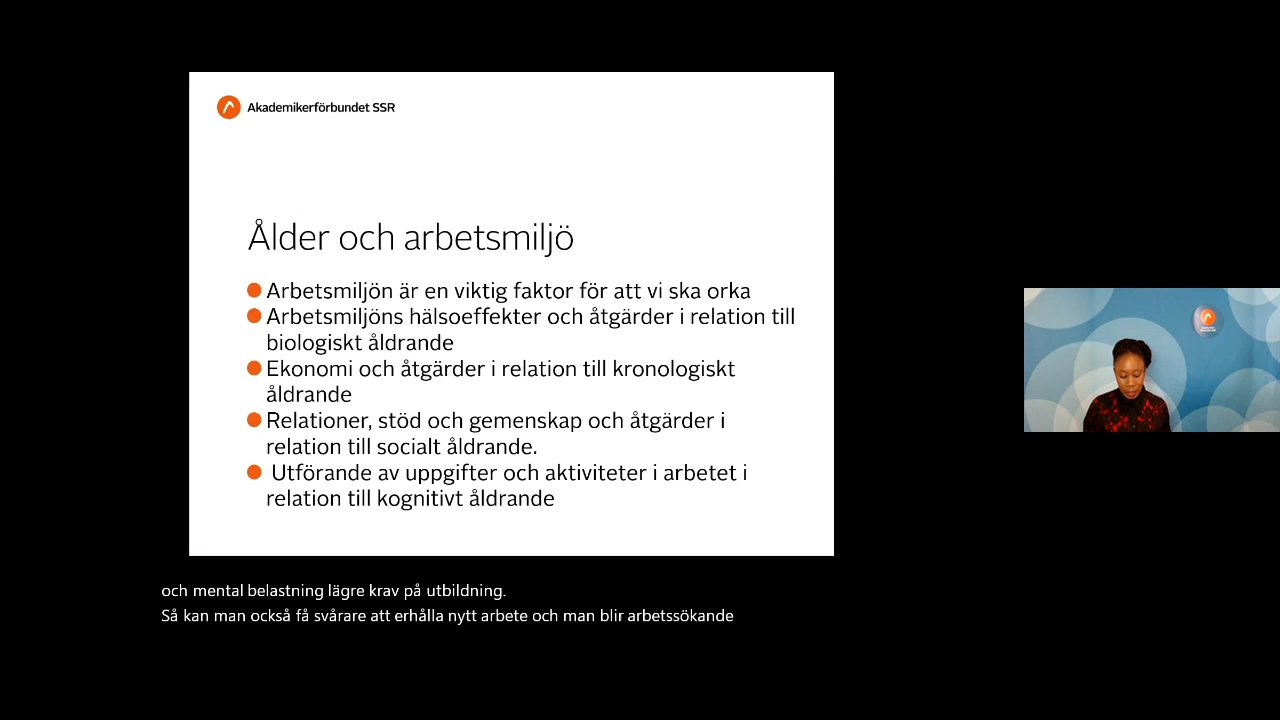 Akademikerförbundet SSR
Ålder och arbetsmiljö
Arbetsmiljön är en viktig faktor för att vi ska orka
Arbetsmiljöns hälsoeffekter och åtgärder i relation till
biologiskt åldrande
Ekonomi och åtgärder i relation till kronologiskt
åldrande
Relationer, stöd och gemenskap och åtgärder i
relation till socialt åldrande.
Utförande av uppgifter och aktiviteter i arbetet i
relation till kognitivt åldrande
och mental belastning lägre krav på utbildning.
Så kan man också få svårare att erhålla nytt arbete och man blir arbetssökande